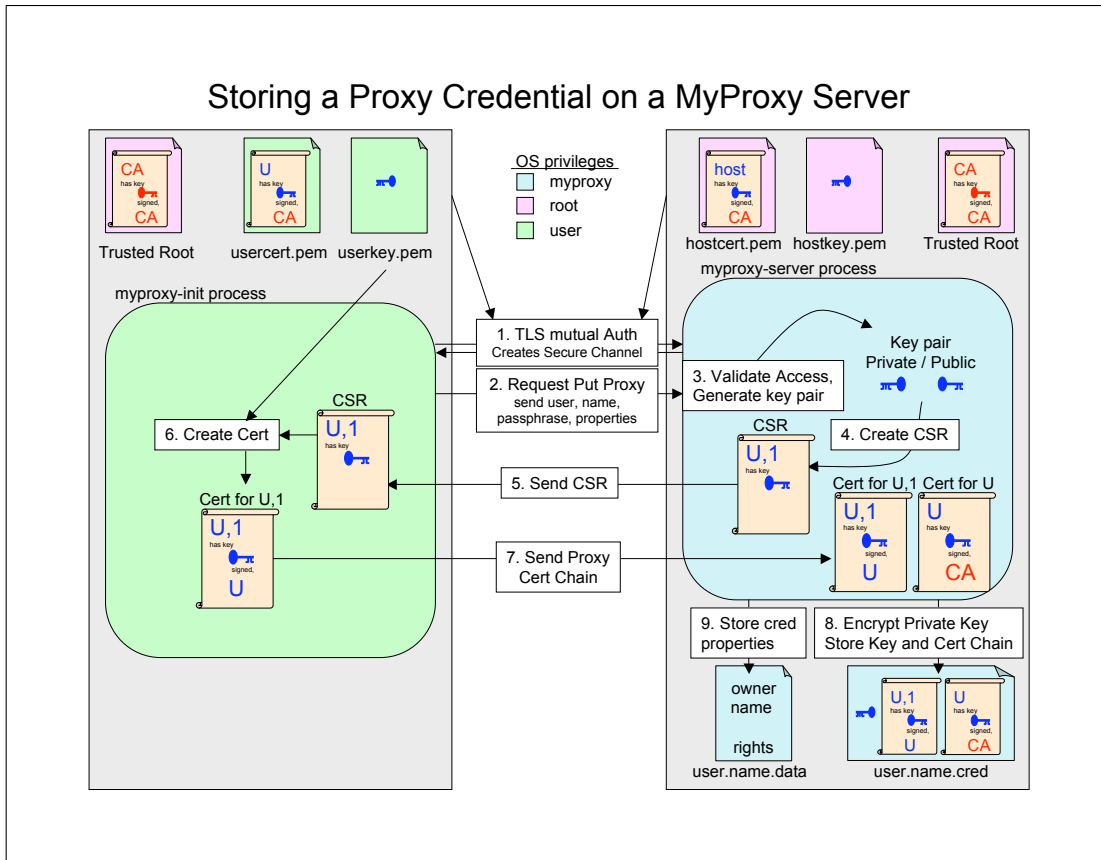 Storing a Proxy Credential on a MyProxy Server
CA
has key
signed,
CA
Trusted Root
U
has key
signed,
CA
usercert.pem
userkey.pem
OS privileges
myproxy
root
user
host
has key
signed,
CA
hostcert.pem
hostkey.pem
CA
has key
signed,
CA
Trusted Root
myproxy-init process
myproxy-server process
1. TLS mutual Auth
Creates Secure Channel
2. Request Put Proxy
send user, name,
passphrase, properties
3. Validate Access,
Generate key pair
Key pair
Private / Public
4. Create CSR
CSR
U,1
has key
5. Send CSR
CSR
U,1
has key
6. Create Cert
Cert for U,1
U,1
has key
signed,
U
7. Send Proxy
Cert Chain
Cert for U,1
U,1
has key
signed,
U
Cert for U
U
has key
signed,
CA
9. Store cred
properties
8. Encrypt Private Key
Store Key and Cert Chain
owner
name
rights
user.name.data
U,1
has key
signed,
U
U
has key
signed,
CA
user.name.cred